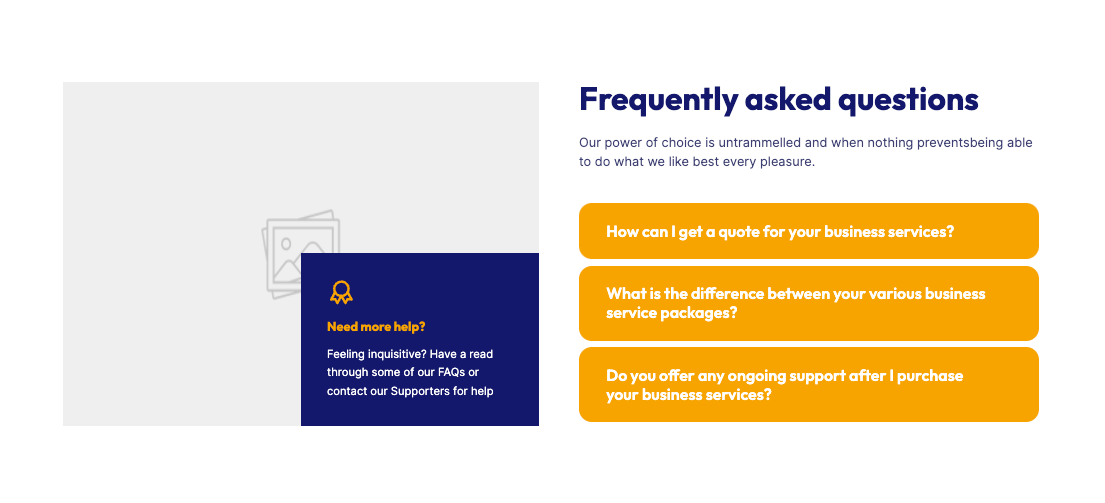 Frequently asked questions
Our power of choice is untrammelled and when nothing preventsbeing able
to do what we like best every pleasure.
How can I get a quote for your business services?
What is the difference between your various business
service packages?
Do you offer any ongoing support after I purchase
your business services?
Need more help?
Feeling inquisitive? Have a read
through some of our FAQs or
contact our Supporters for help